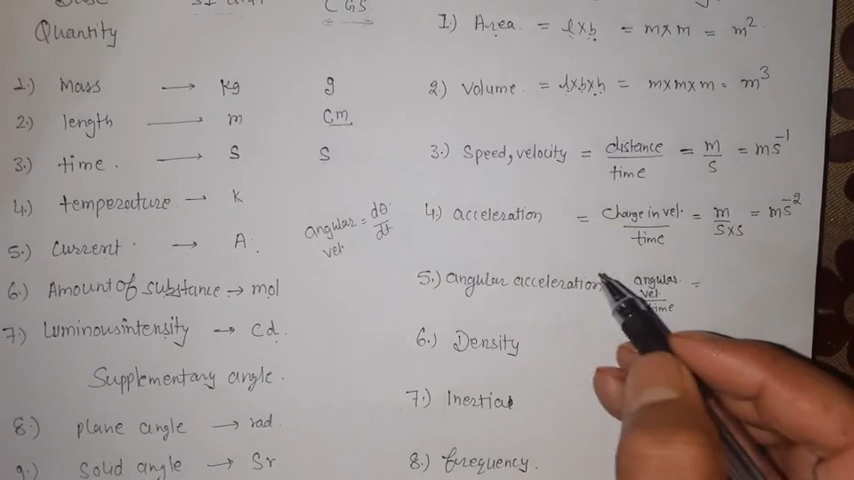 SI unit
CGS
Quantity
1.) Mass → kg g
2.) length → m cm
3.) time. → s s
4.) temperature → K
5.) Current. → A.
6.) Amount of substance → mol
7.) Luminous intensity → Cd.
Supplementary angle.
8.) plane angle → rad.
9.) Solid angle → Sr
angular vel. = dθ/dt
1.) Area = l×b = m×m = m²
2.) volume = l×b×h = m×m×m = m³
3.) Speed, velocity = distance/time = m/s = ms⁻¹
4.) acceleration = change in vel./time = m/s×s = ms⁻²
5.) angular acceleration angular vel./time =
6.) Density
7.) Inertia
8.) frequency.